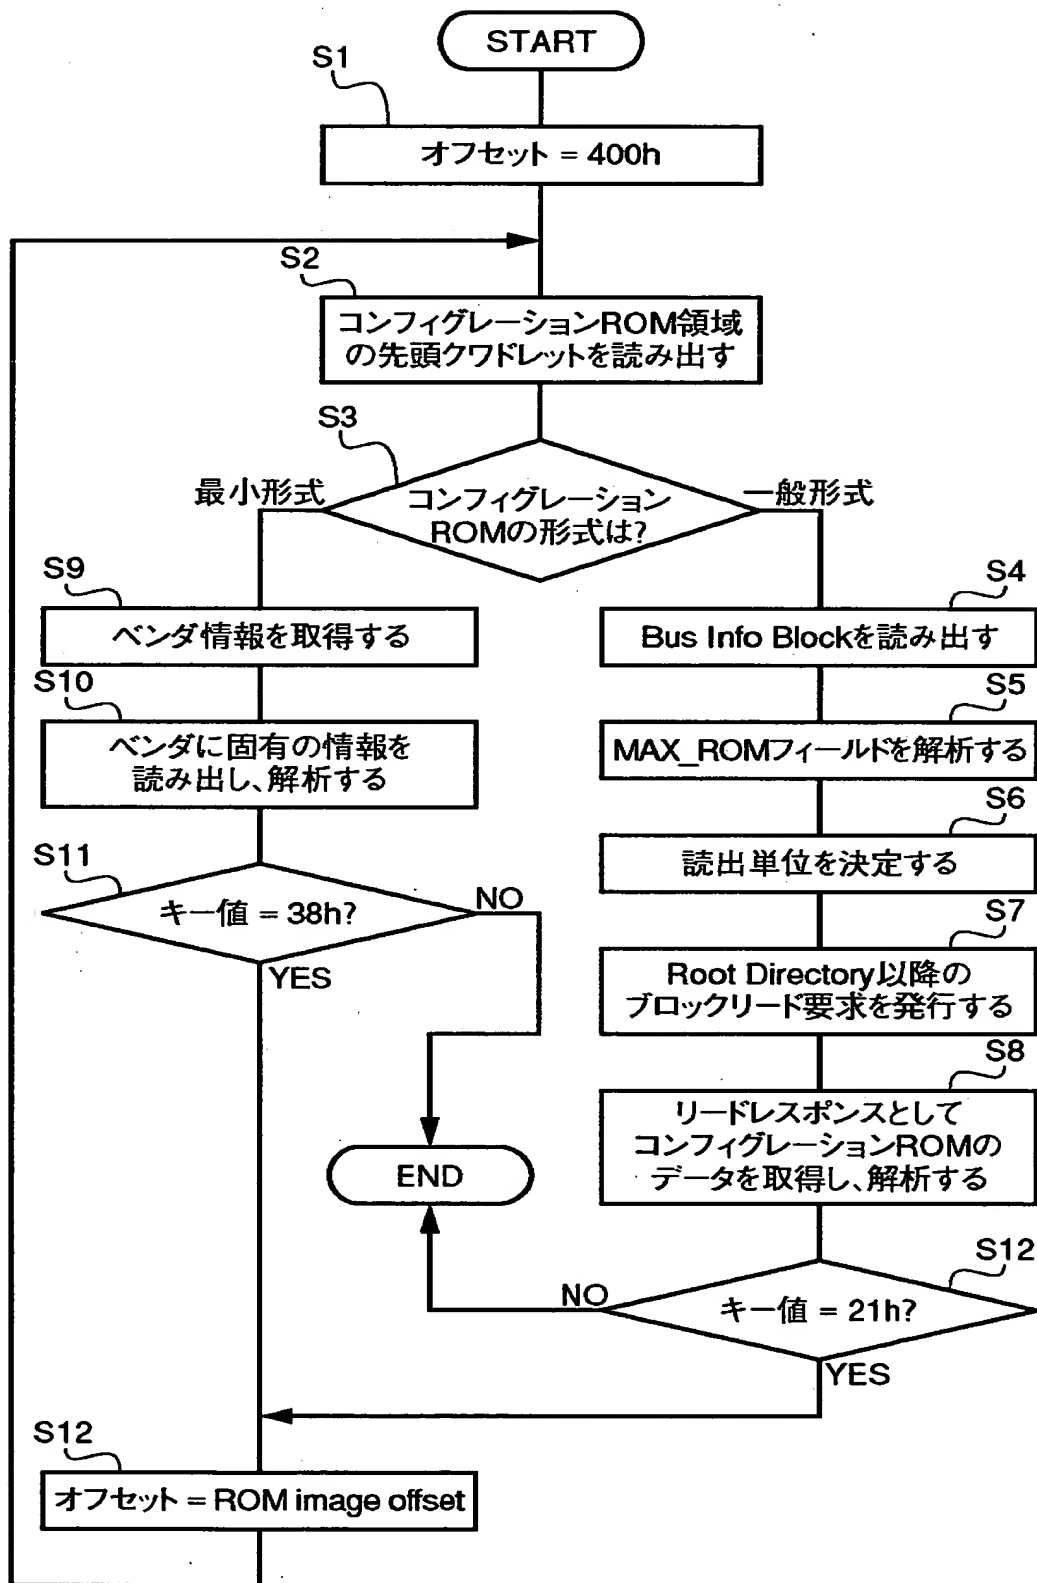 START
S1
オフセット = 400h
S2
コンフィグレーションROM領域
の先頭クワドレットを読み出す
S3
最小形式
一般形式
コンフィグレーション
ROMの形式は?
S9
ベンダ情報を取得する
S10
ベンダに固有の情報を
読み出し、解析する
S11
キー値 = 38h?
NO
YES
S4
Bus Info Blockを読み出す
S5
MAX_ROMフィールドを解析する
S6
読出単位を決定する
S7
Root Directory以降の
ブロックリード要求を発行する
S8
リードレスポンスとして
コンフィグレーションROMの
データを取得し、解析する
END
S12
NO
キー値 = 21h?
YES
S12
オフセット = ROM image offset